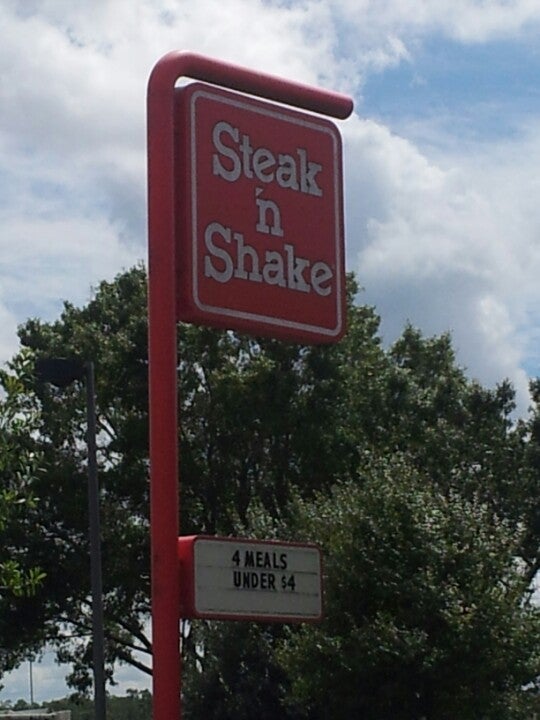 Steak
'n
Shake
4 MEALS
UNDER $4